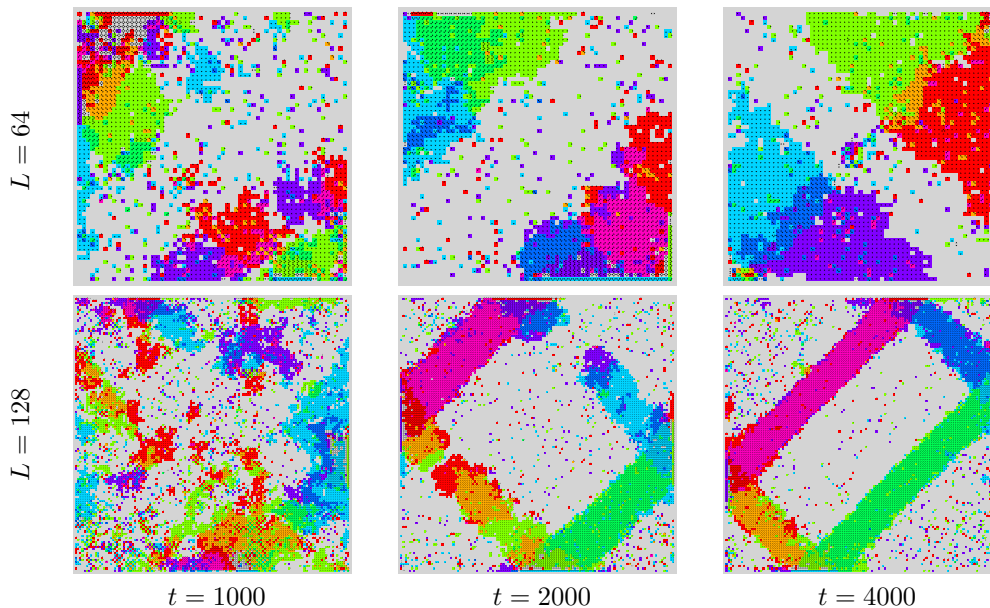 L = 64
L = 128
t = 1000
t = 2000
t = 4000